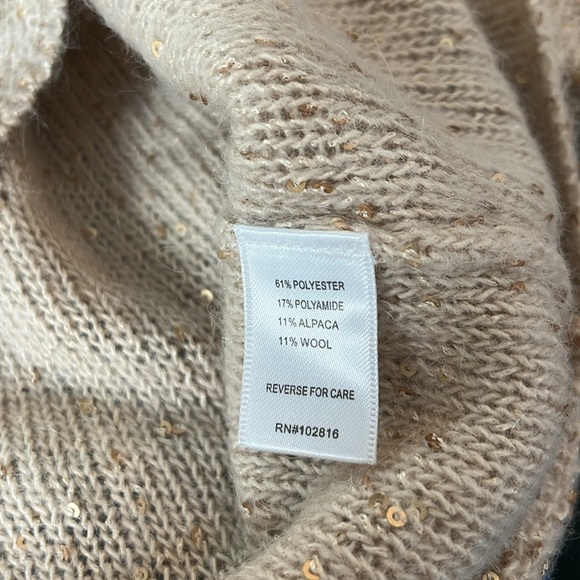 61% POLYESTER
17% POLYAMIDE
11% ALPACA
11% WOOL
REVERSE FOR CARE
RN#102816